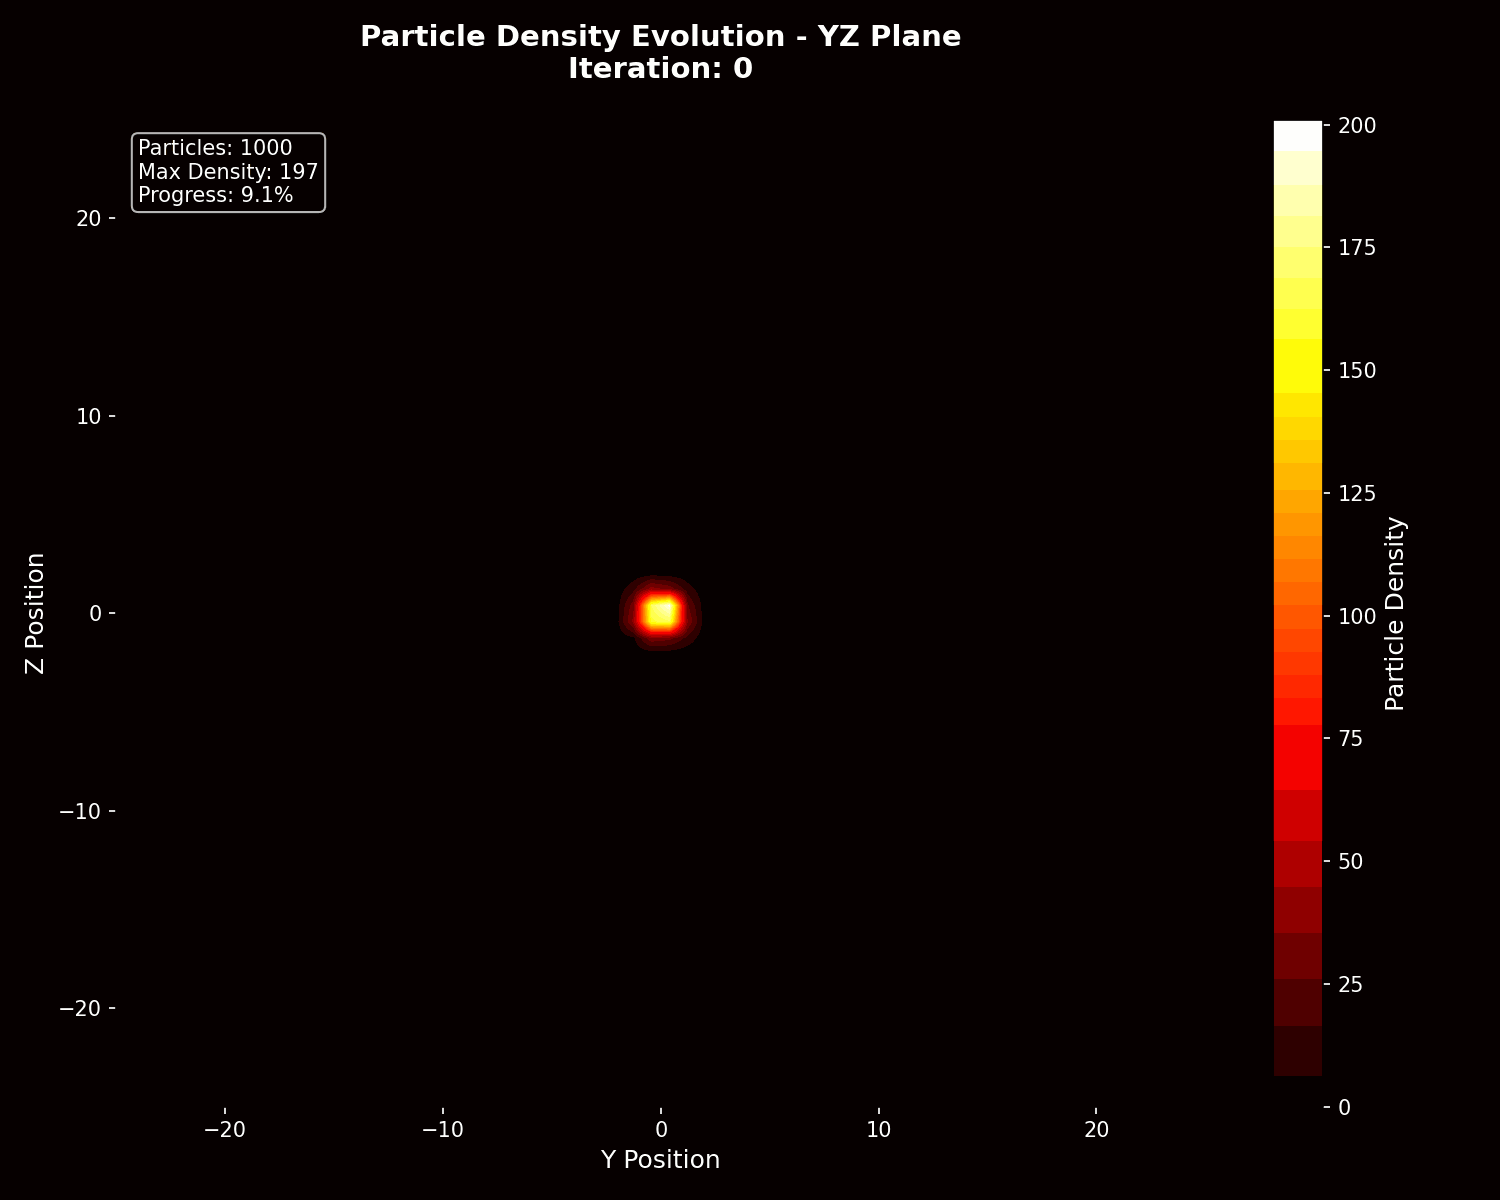 Particle Density Evolution - YZ Plane
Iteration: 0
Particles: 1000
Max Density: 197
Progress: 9.1%
20
10
0
−10
−20
Z Position
−20
−10
0
10
20
Y Position
200
175
150
125
100
75
50
25
0
Particle Density